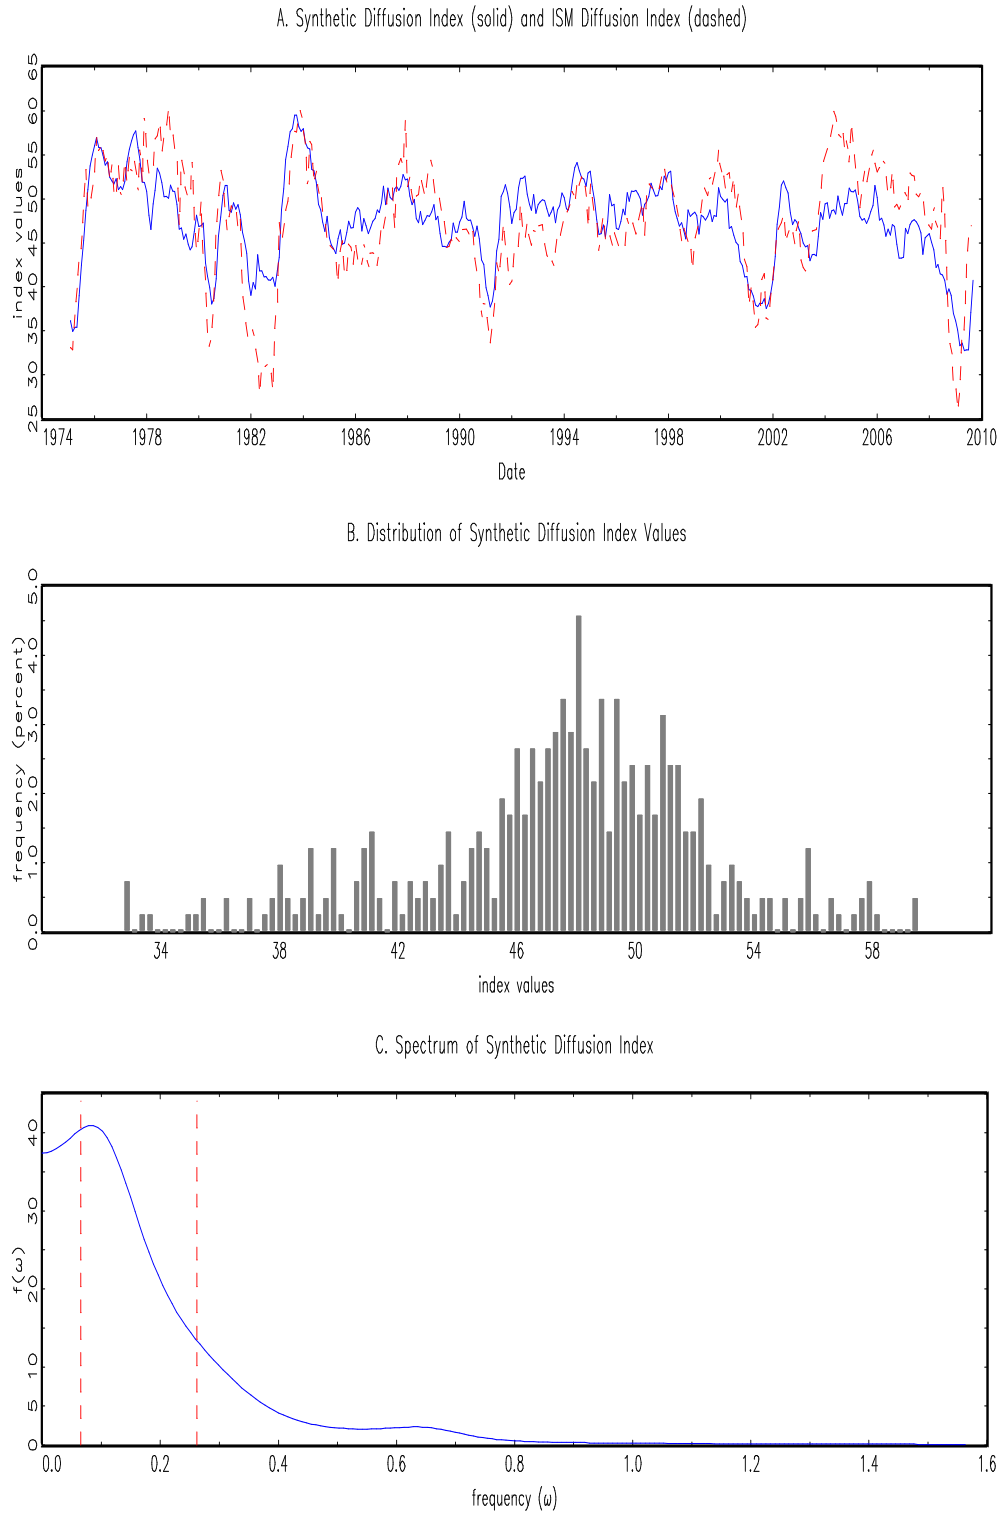 A. Synthetic Diffusion Index (solid) and ISM Diffusion Index (dashed)
index values
65
60
55
50
45
40
35
30
25
1974 1978 1982 1986 1990 1994 1998 2002 2006 2010
Date
B. Distribution of Synthetic Diffusion Index Values
frequency (percent)
5.0
4.0
3.0
2.0
1.0
0.0
34 38 42 46 50 54 58
index values
C. Spectrum of Synthetic Diffusion Index
f(ω)
40
30
20
10
5
0
0.0 0.2 0.4 0.6 0.8 1.0 1.2 1.4 1.6
frequency (ω)